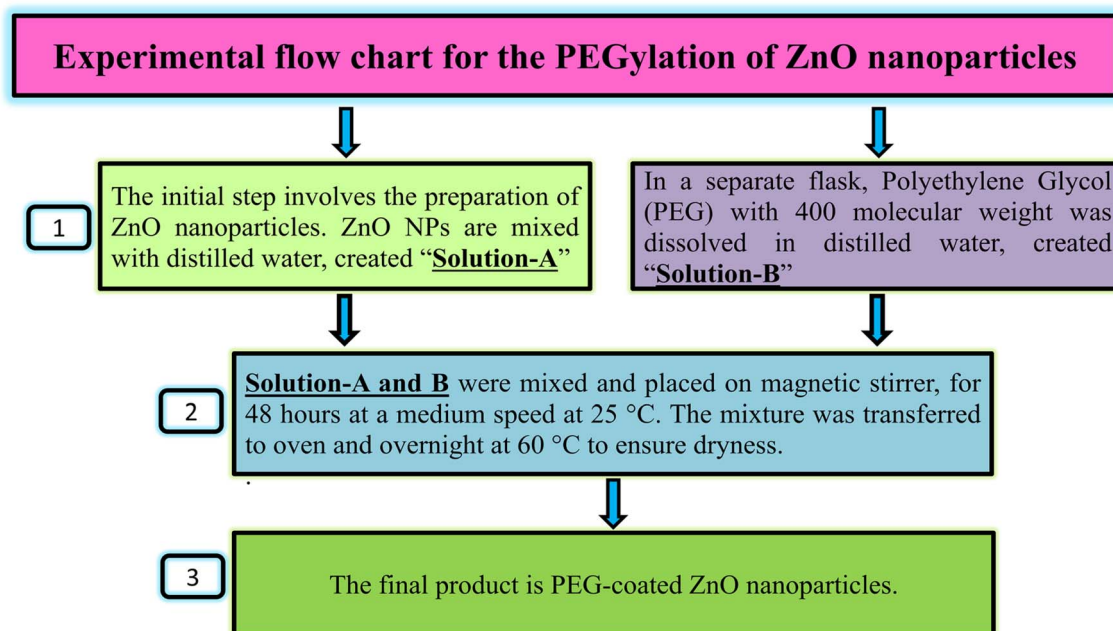 Experimental flow chart for the PEGylation of ZnO nanoparticles
1
The initial step involves the preparation of
ZnO nanoparticles. ZnO NPs are mixed
with distilled water, created “Solution-A”
In a separate flask, Polyethylene Glycol
(PEG) with 400 molecular weight was
dissolved in distilled water, created
“Solution-B”
2
Solution-A and B were mixed and placed on magnetic stirrer, for
48 hours at a medium speed at 25 °C. The mixture was transferred
to oven and overnight at 60 °C to ensure dryness.
.
3
The final product is PEG-coated ZnO nanoparticles.